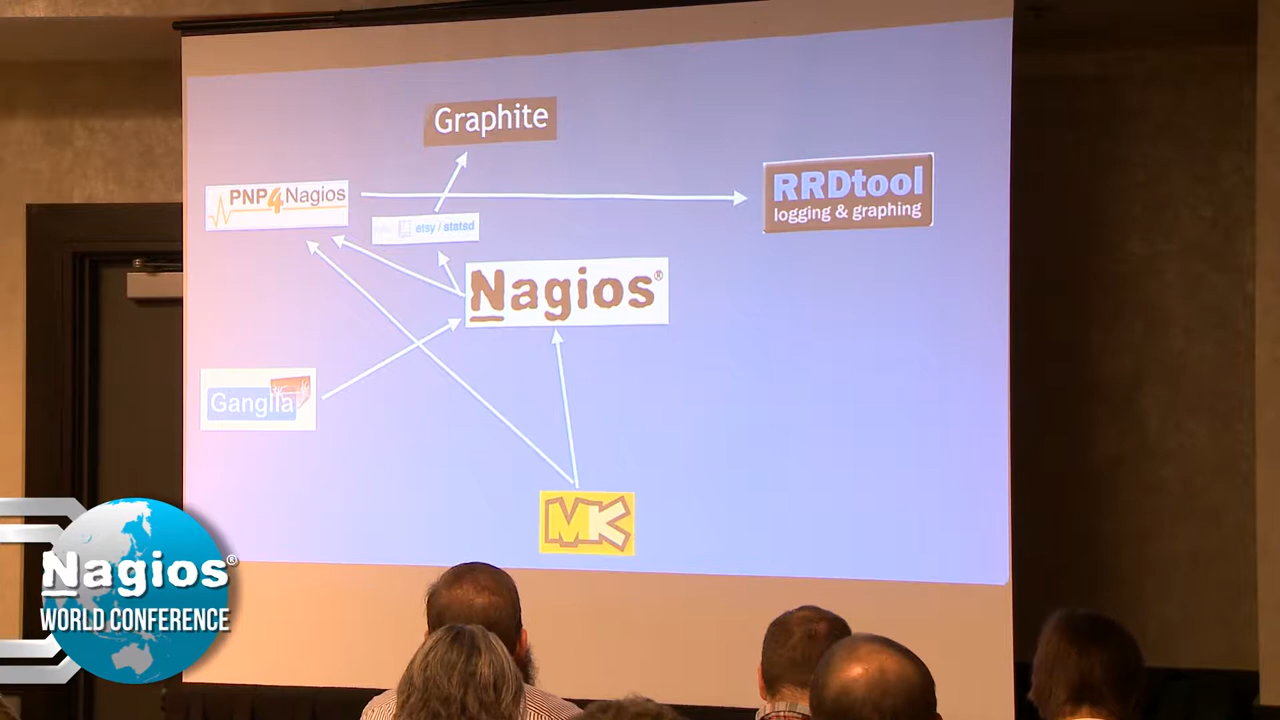 Graphite
PNP4Nagios
RRDtool
logging & graphing
etsy / statsd
Nagios®
Ganglia
MK
Nagios®
WORLD CONFERENCE